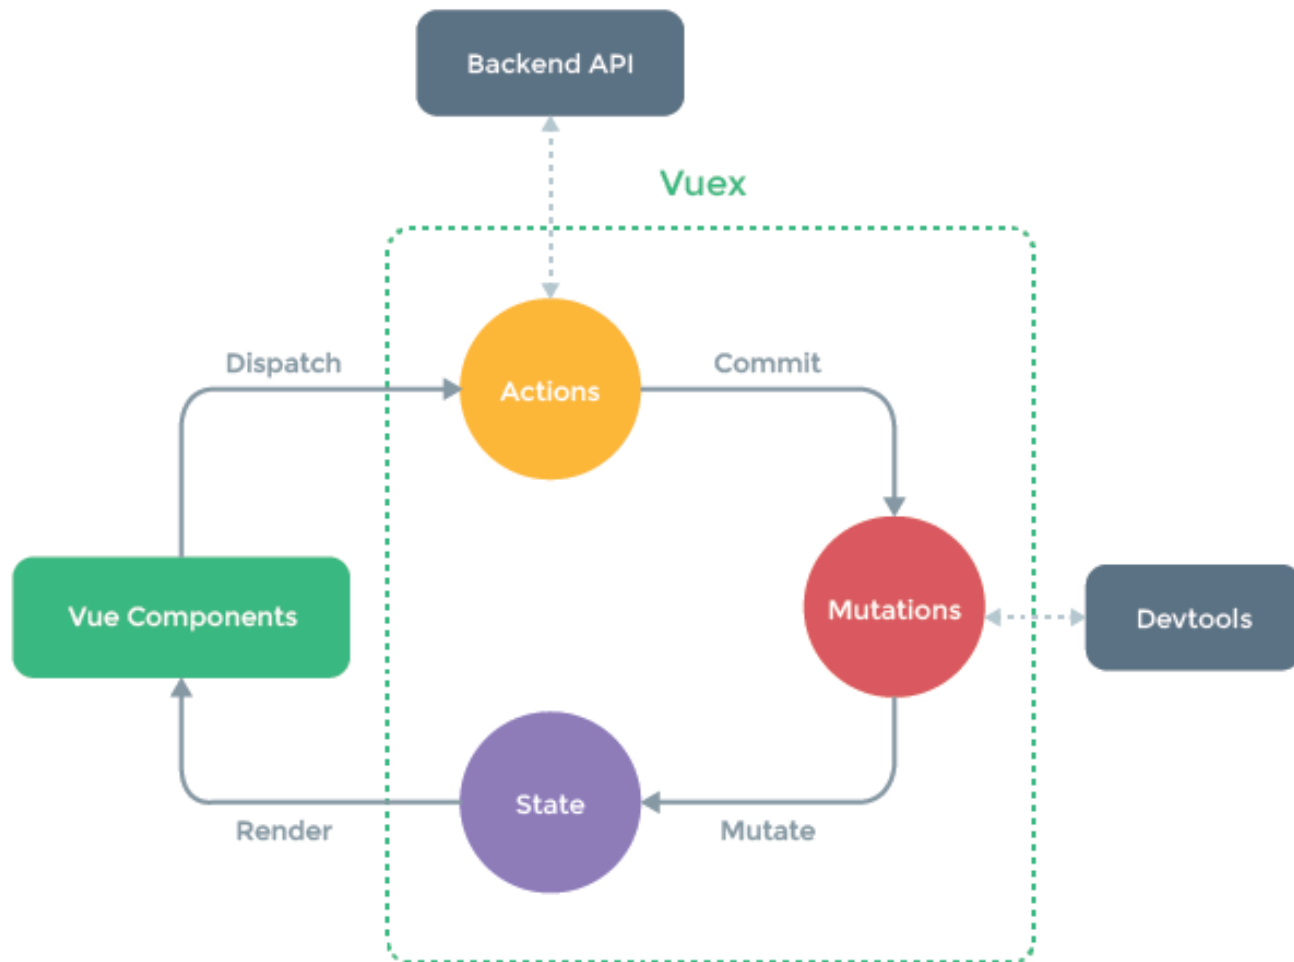 Backend API
Vuex
Dispatch
Commit
Actions
Vue Components
Mutations
Devtools
State
Render
Mutate